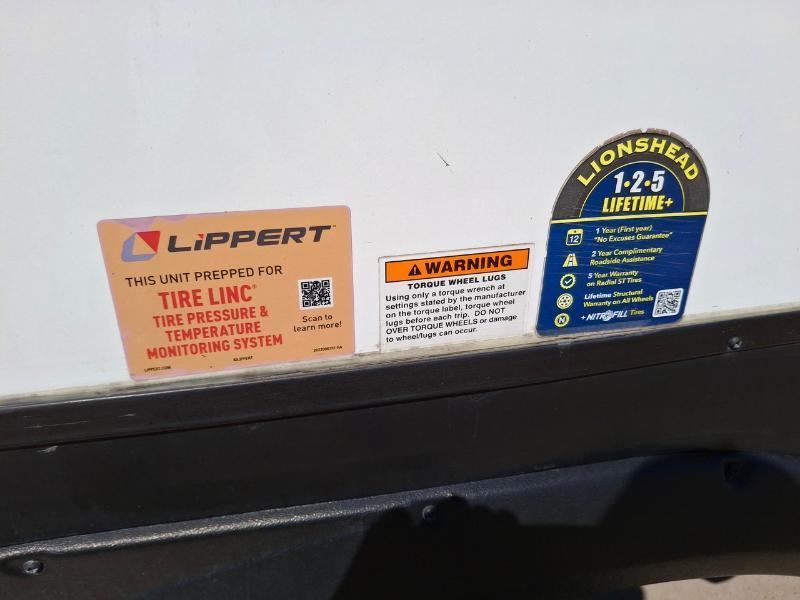 LiPPERT™
THIS UNIT PREPPED FOR
TIRE LINC®
TIRE PRESSURE &
TEMPERATURE
MONITORING SYSTEM
Scan to
learn more!
LIPPERT.COM
©LIPPERT
WARNING
TORQUE WHEEL LUGS
Using only a torque wrench at
settings stated by the manufacturer
on the torque label, torque wheel
lugs before each trip. DO NOT
OVER TORQUE WHEELS or damage
to wheel/lugs can occur.
LIONSHEAD
1•2•5
LIFETIME+
12
1 Year (First year)
"No Excuses Guarantee"
2 Year Complimentary
Roadside Assistance
5 Year Warranty
on Radial ST Tires
Lifetime Structural
Warranty on All Wheels
N
+ NITROFILL Tires